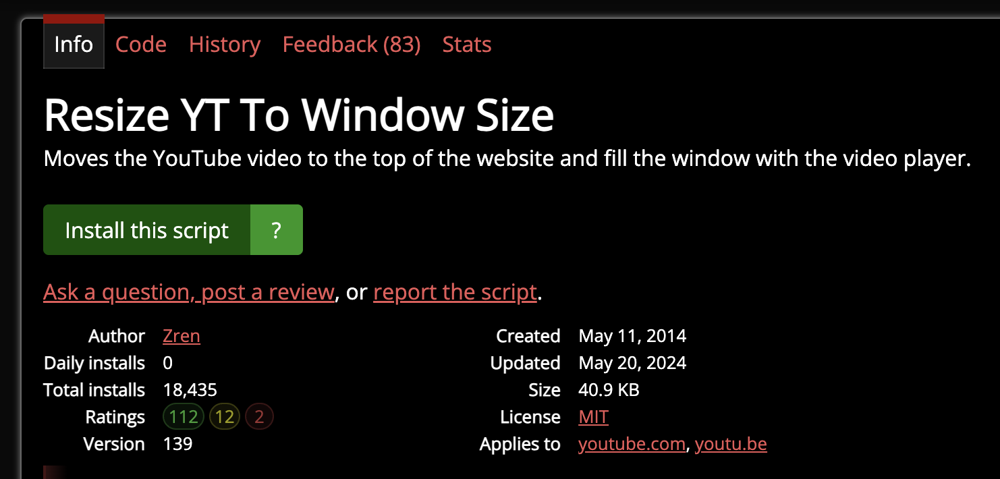 Info Code History Feedback (83) Stats
Resize YT To Window Size
Moves the YouTube video to the top of the website and fill the window with the video player.
Install this script ?
Ask a question, post a review, or report the script.
Author Zren Created May 11, 2014
Daily installs 0 Updated May 20, 2024
Total installs 18,435 Size 40.9 KB
Ratings 112 12 2 License MIT
Version 139 Applies to youtube.com, youtu.be